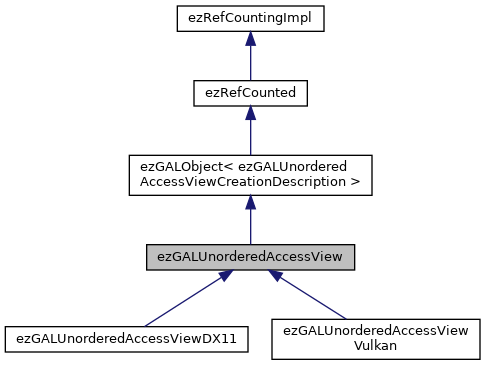 ezRefCountingImpl
ezRefCounted
ezGALObject< ezGALUnordered
AccessViewCreationDescription >
ezGALUnorderedAccessView
ezGALUnorderedAccessViewDX11
ezGALUnorderedAccessView
Vulkan